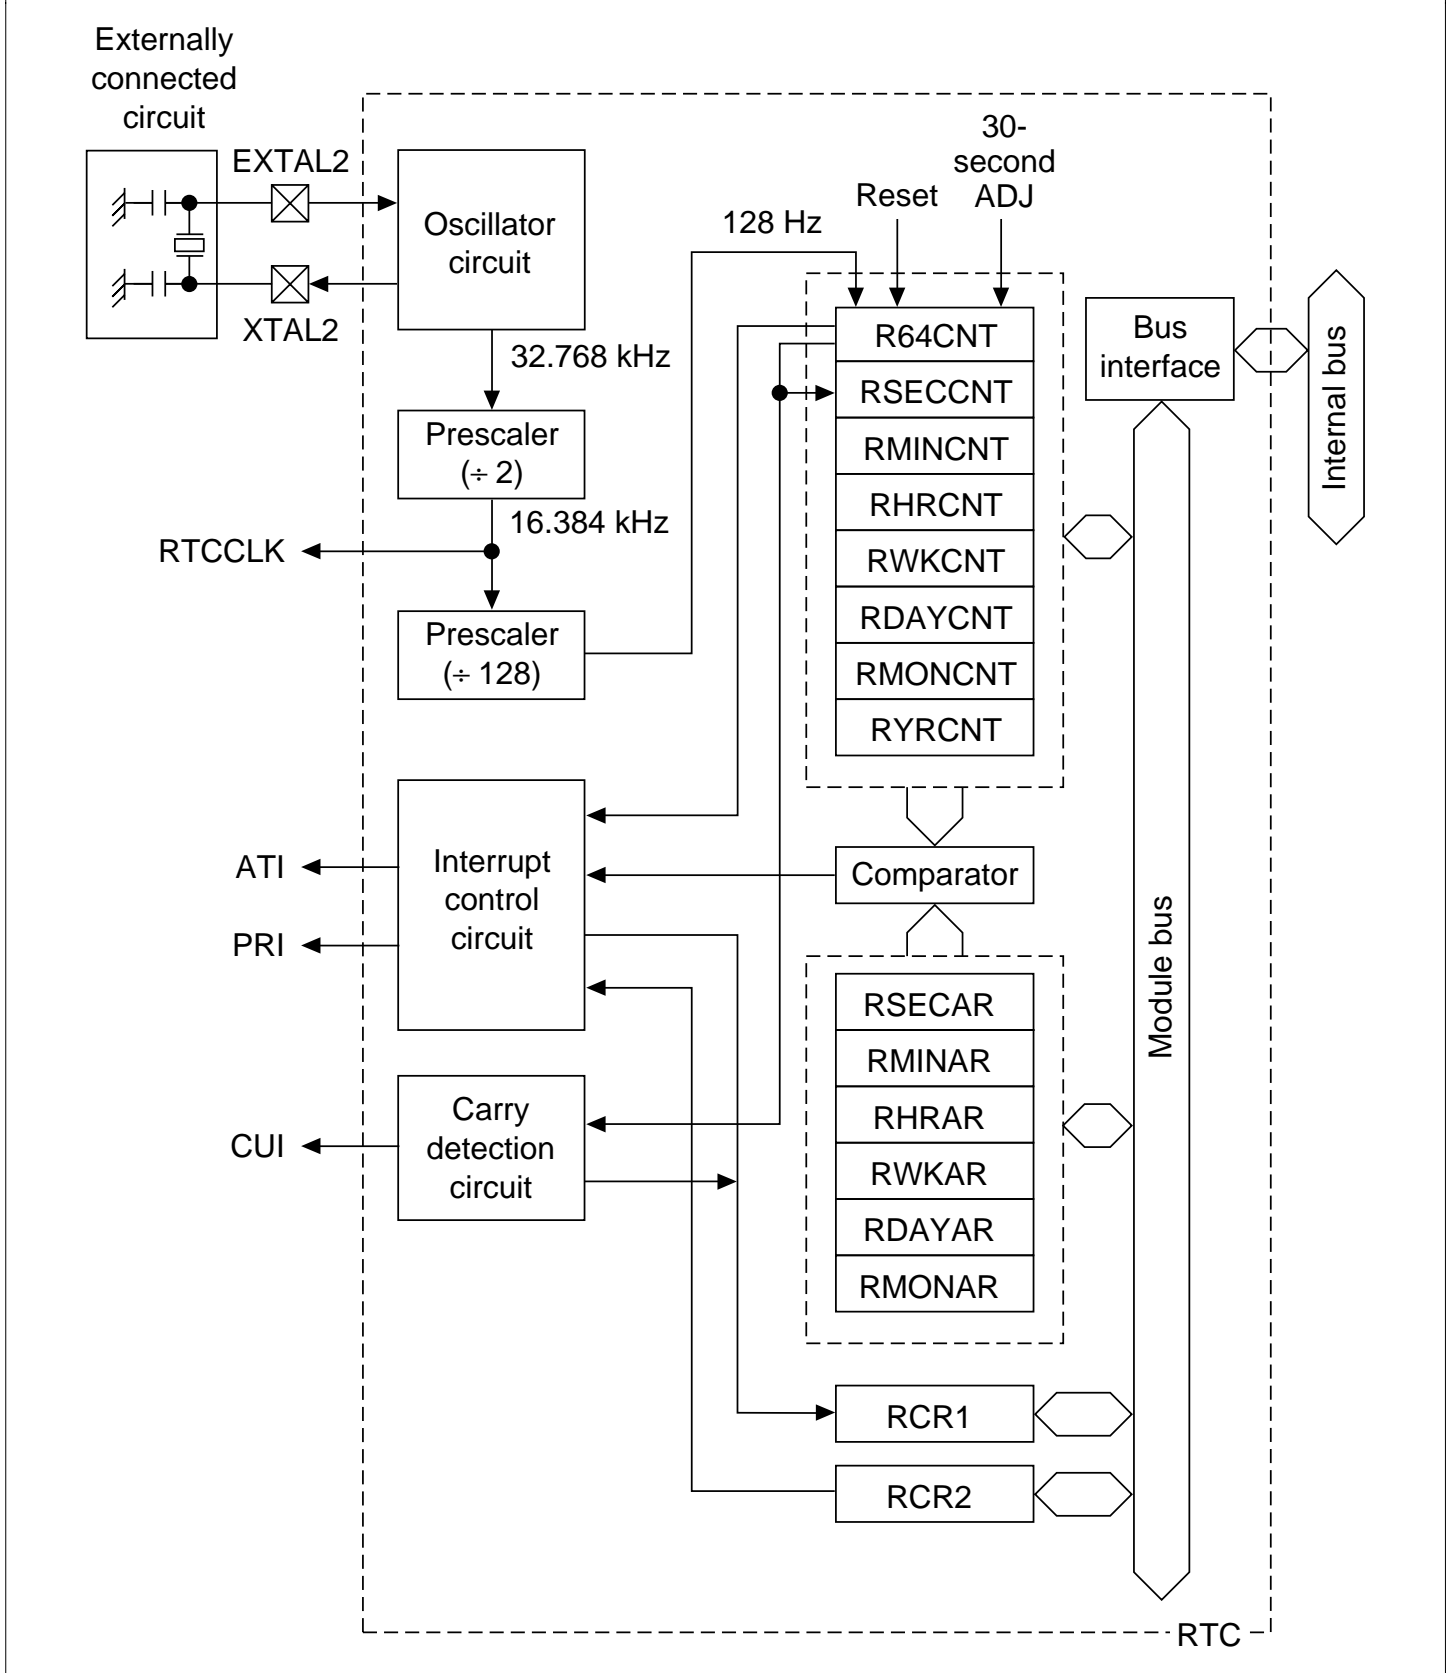 Externally
connected
circuit
EXTAL2
XTAL2
Oscillator
circuit
32.768 kHz
Prescaler
(÷ 2)
16.384 kHz
RTCCLK
Prescaler
(÷ 128)
128 Hz
Reset
30-
second
ADJ
R64CNT
RSECCNT
RMINCNT
RHRCNT
RWKCNT
RDAYCNT
RMONCNT
RYRCNT
Bus
interface
Internal bus
Module bus
Interrupt
control
circuit
ATI
PRI
Comparator
Carry
detection
circuit
CUI
RSECAR
RMINAR
RHRAR
RWKAR
RDAYAR
RMONAR
RCR1
RCR2
RTC